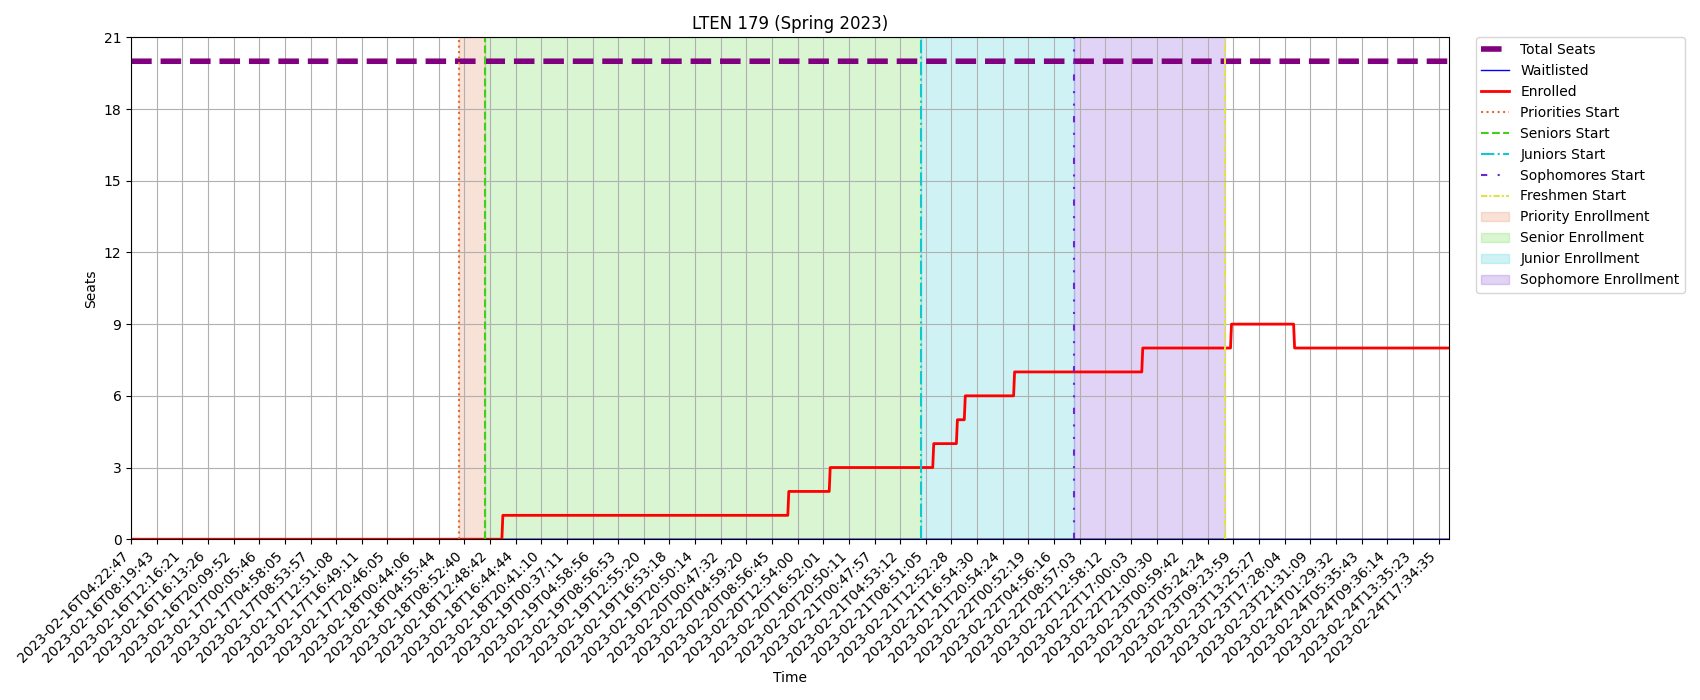 LTEN 179 (Spring 2023)
21
18
15
12
9
6
3
0
Seats
2023-02-16T04:22:47
2023-02-16T08:19:43
2023-02-16T12:16:21
2023-02-16T16:13:26
2023-02-16T20:09:52
2023-02-17T00:05:46
2023-02-17T04:58:05
2023-02-17T08:53:57
2023-02-17T12:51:08
2023-02-17T16:49:11
2023-02-17T20:46:05
2023-02-18T00:44:06
2023-02-18T04:55:44
2023-02-18T08:52:40
2023-02-18T12:48:42
2023-02-18T16:44:44
2023-02-18T20:41:10
2023-02-19T00:37:11
2023-02-19T04:58:56
2023-02-19T08:56:53
2023-02-19T12:55:20
2023-02-19T16:53:18
2023-02-19T20:50:14
2023-02-20T00:47:32
2023-02-20T04:59:20
2023-02-20T08:56:45
2023-02-20T12:54:00
2023-02-20T16:52:01
2023-02-20T20:50:11
2023-02-21T00:47:57
2023-02-21T04:53:12
2023-02-21T08:51:05
2023-02-21T12:52:28
2023-02-21T16:54:30
2023-02-21T20:54:24
2023-02-22T00:52:19
2023-02-22T04:56:16
2023-02-22T08:57:03
2023-02-22T12:58:12
2023-02-22T17:00:03
2023-02-22T21:00:30
2023-02-23T00:59:42
2023-02-23T05:24:24
2023-02-23T09:23:59
2023-02-23T13:25:27
2023-02-23T17:28:04
2023-02-23T21:31:09
2023-02-24T01:29:32
2023-02-24T05:35:43
2023-02-24T09:36:14
2023-02-24T13:35:23
2023-02-24T17:34:35
Time
Total Seats
Waitlisted
Enrolled
Priorities Start
Seniors Start
Juniors Start
Sophomores Start
Freshmen Start
Priority Enrollment
Senior Enrollment
Junior Enrollment
Sophomore Enrollment